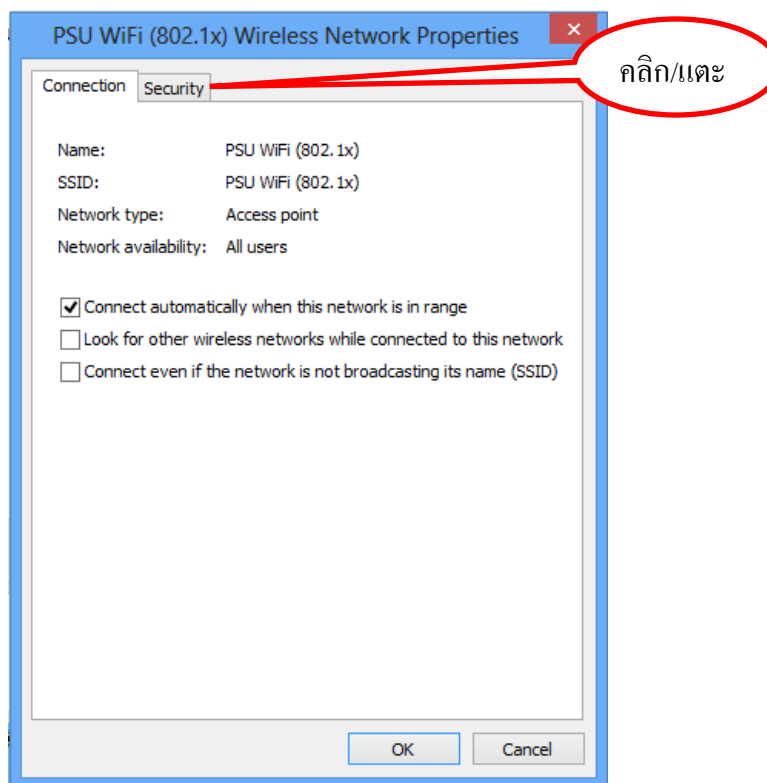 PSU WiFi (802.1x) Wireless Network Properties
คลิก/แตะ
Connection Security
Name: PSU WiFi (802.1x)
SSID: PSU WiFi (802.1x)
Network type: Access point
Network availability: All users
Connect automatically when this network is in range
Look for other wireless networks while connected to this network
Connect even if the network is not broadcasting its name (SSID)
OK Cancel